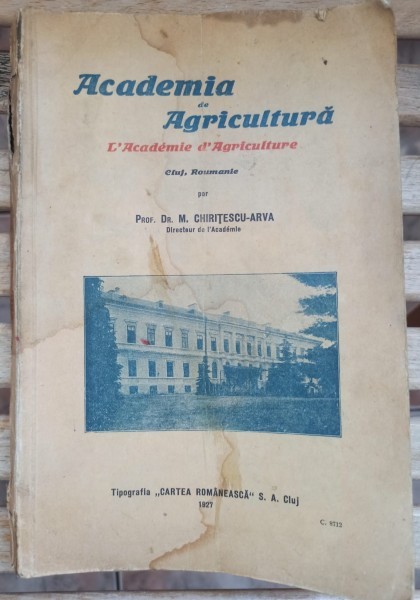 Academia
de
Agricultură
L'Académie d'Agriculture
Cluj, Roumanie
par
PROF. DR. M. CHIRIȚESCU-ARVA
Directeur de l'Académie
Tipografia „CARTEA ROMÂNEASCĂ“ S. A. Cluj
1927